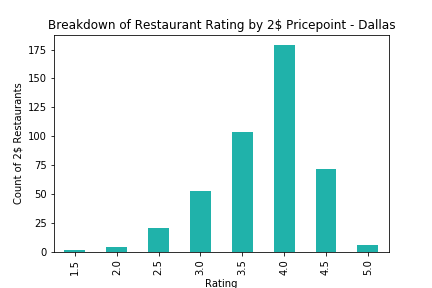 Breakdown of Restaurant Rating by 2$ Pricepoint - Dallas
175
150
125
100
75
50
25
0
Count of 2$ Restaurants
1.5 2.0 2.5 3.0 3.5 4.0 4.5 5.0
Rating